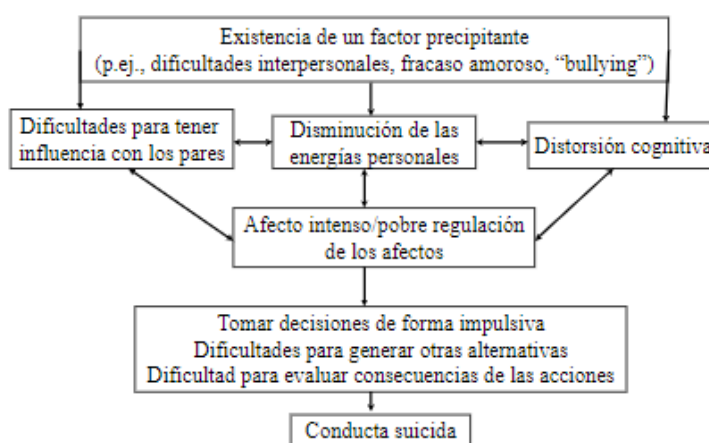 Existencia de un factor precipitante
(p.ej., dificultades interpersonales, fracaso amoroso, “bullying”)
Dificultades para tener
influencia con los pares
Disminución de las
energías personales
Distorsión cognitiva
Afecto intenso/pobre regulación
de los afectos
Tomar decisiones de forma impulsiva
Dificultades para generar otras alternativas
Dificultad para evaluar consecuencias de las acciones
Conducta suicida